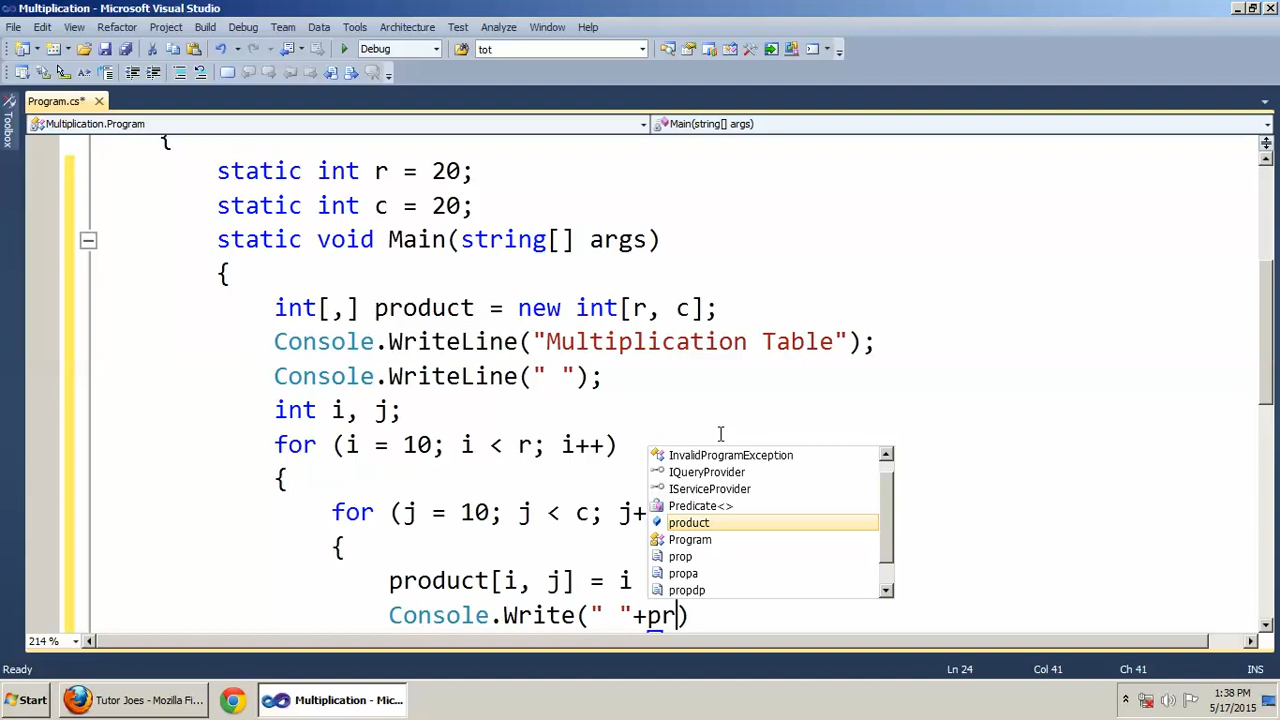 Multiplication - Microsoft Visual Studio
File Edit View Refactor Project Build Debug Team Data Tools Architecture Test Analyze Window Help
Debug tot
Program.cs* Toolbox
Multiplication.Program Main(string[] args)
{
static int r = 20;
static int c = 20;
static void Main(string[] args)
{
int[,] product = new int[r, c];
Console.WriteLine("Multiplication Table");
Console.WriteLine(" ");
int i, j;
for (i = 10; i < r; i++)
{
for (j = 10; j < c; j+
{
product[i, j] = i
Console.Write(" "+pr)
InvalidProgramException
IQueryProvider
IServiceProvider
Predicate<>
product
Program
prop
propa
propdp
214 %
Ready Ln 24 Col 41 Ch 41 INS
Start Tutor Joes - Mozilla Fi... Multiplication - Mic... 1:38 PM
5/17/2015